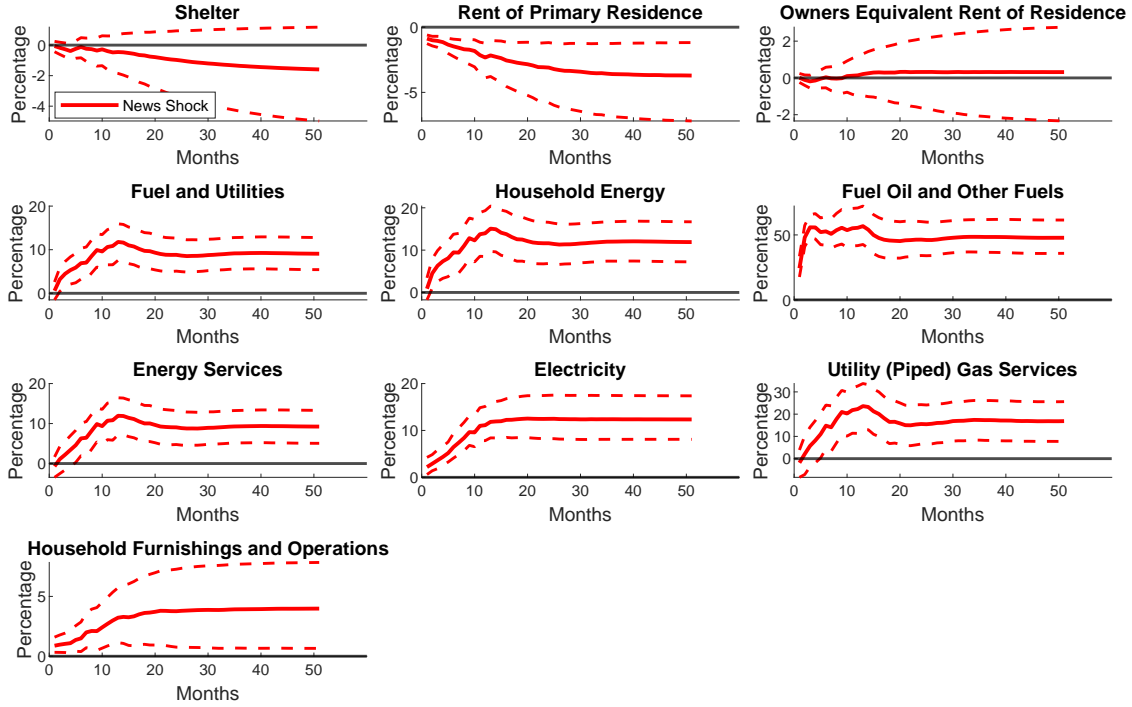 Shelter
Percentage
0
-2
-4
News Shock
0 10 20 30 40 50
Months
Rent of Primary Residence
Percentage
0
-5
0 10 20 30 40 50
Months
Owners Equivalent Rent of Residence
Percentage
2
0
-2
0 10 20 30 40 50
Months
Fuel and Utilities
Percentage
20
10
0
0 10 20 30 40 50
Months
Household Energy
Percentage
20
10
0
0 10 20 30 40 50
Months
Fuel Oil and Other Fuels
Percentage
50
0
0 10 20 30 40 50
Months
Energy Services
Percentage
20
10
0
0 10 20 30 40 50
Months
Electricity
Percentage
20
10
0
0 10 20 30 40 50
Months
Utility (Piped) Gas Services
Percentage
30
20
10
0
0 10 20 30 40 50
Months
Household Furnishings and Operations
Percentage
5
0
0 10 20 30 40 50
Months